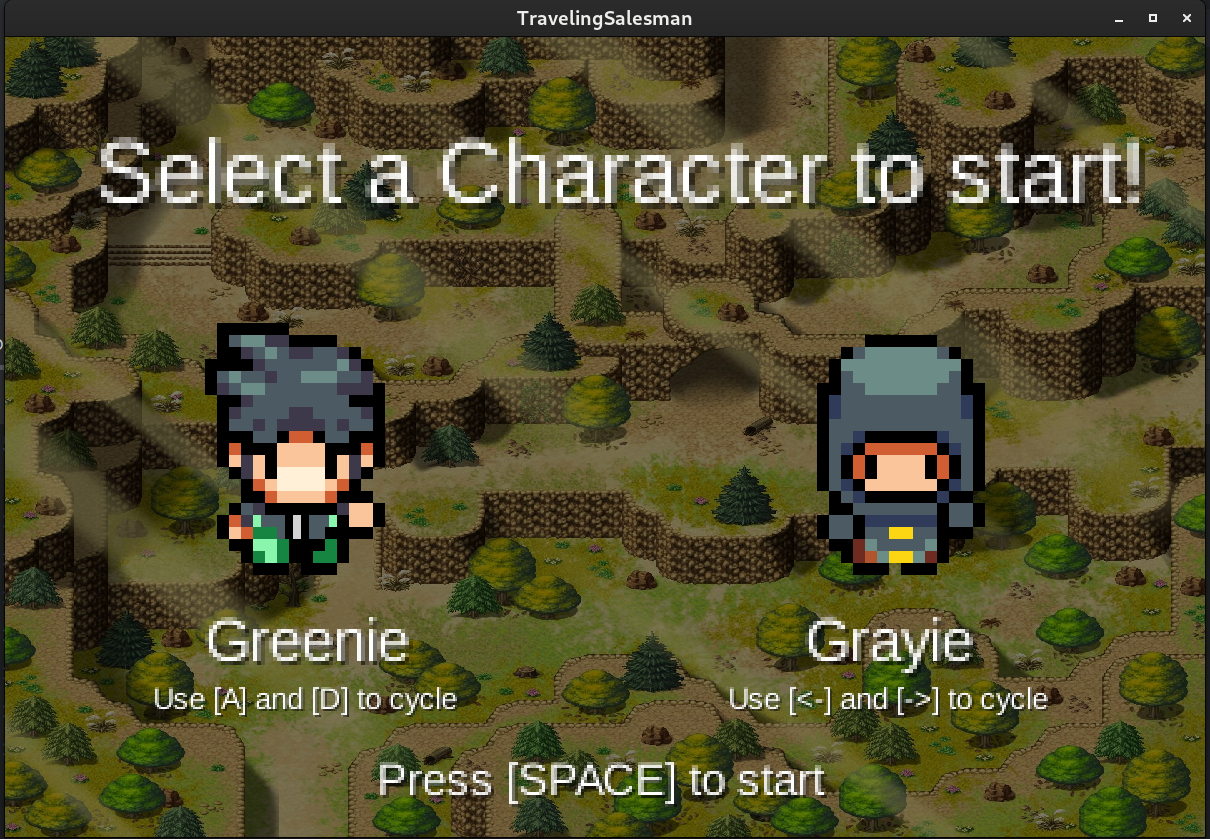 TravelingSalesman
Select a Character to start!
Greenie
Grayie
Use [A] and [D] to cycle
Use [<-] and [->] to cycle
Press [SPACE] to start